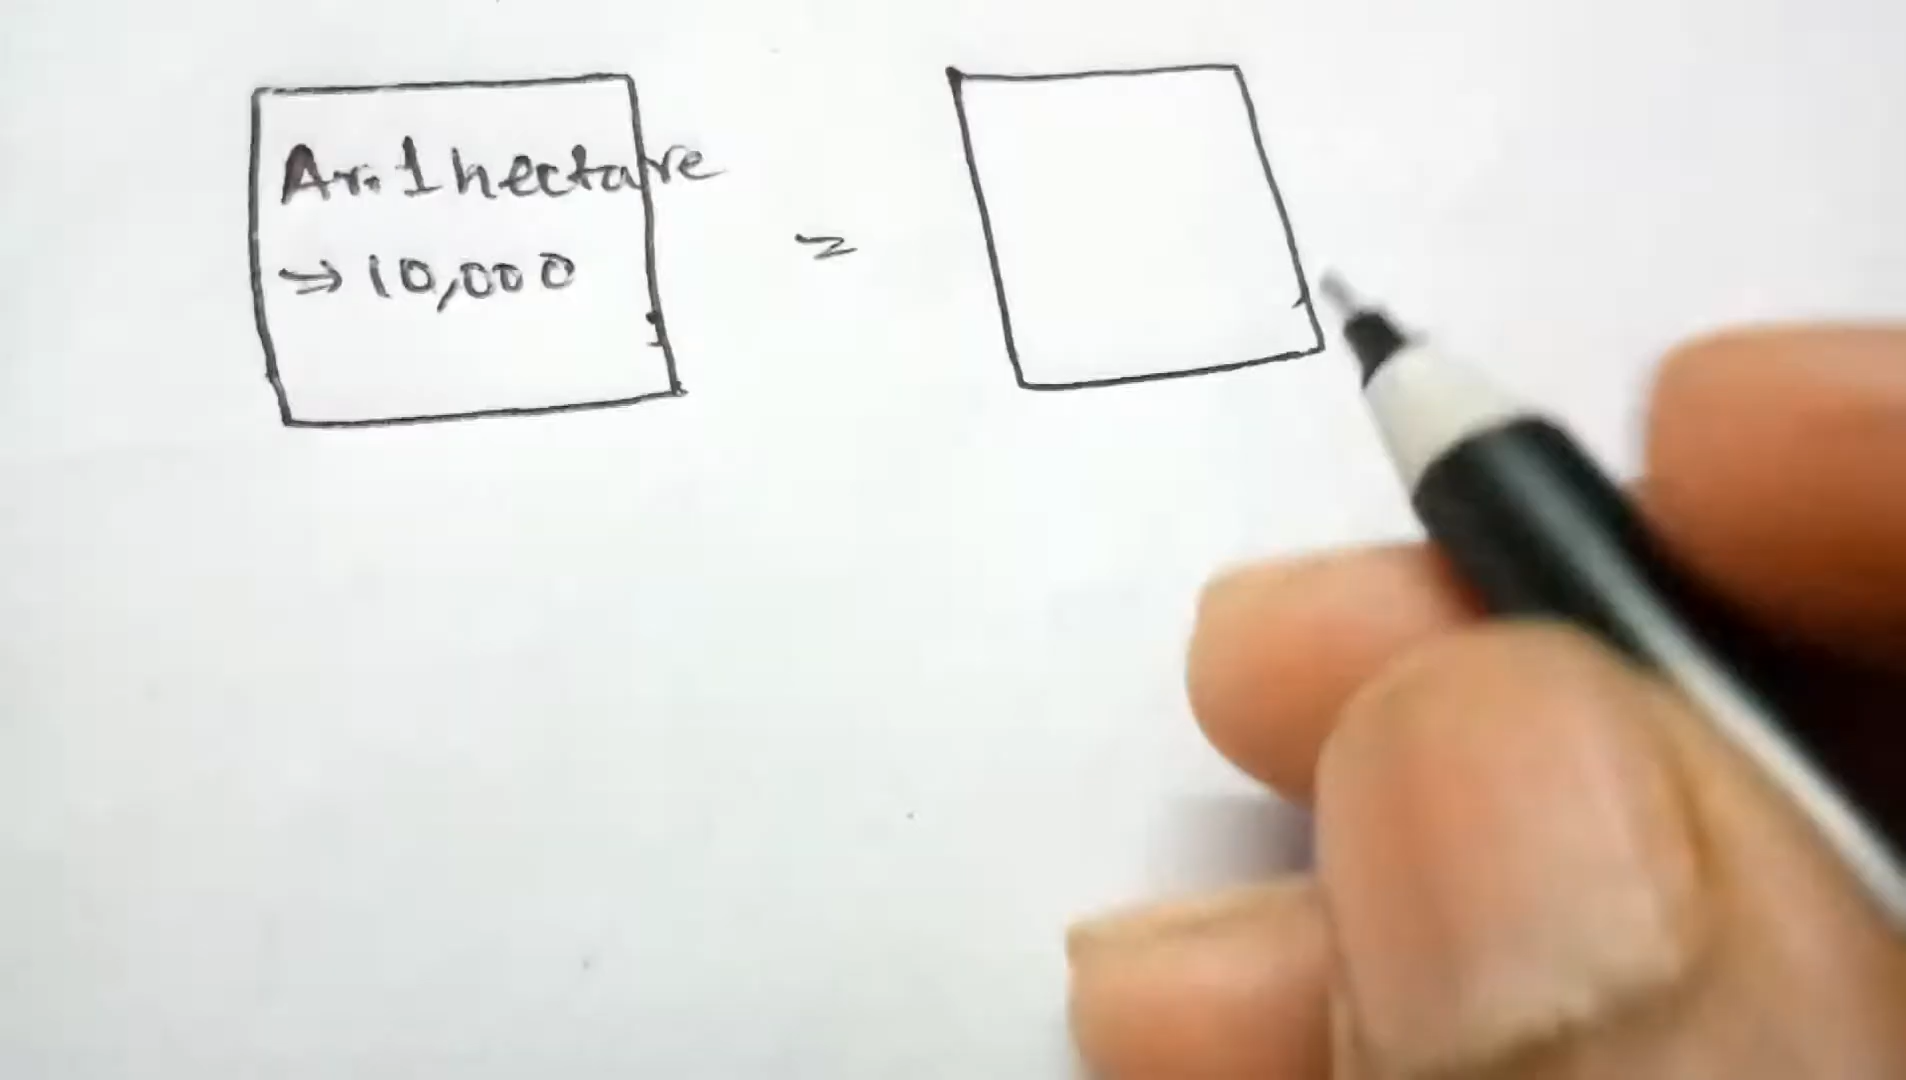 Ar. 1 hectare
=
→ 10,000